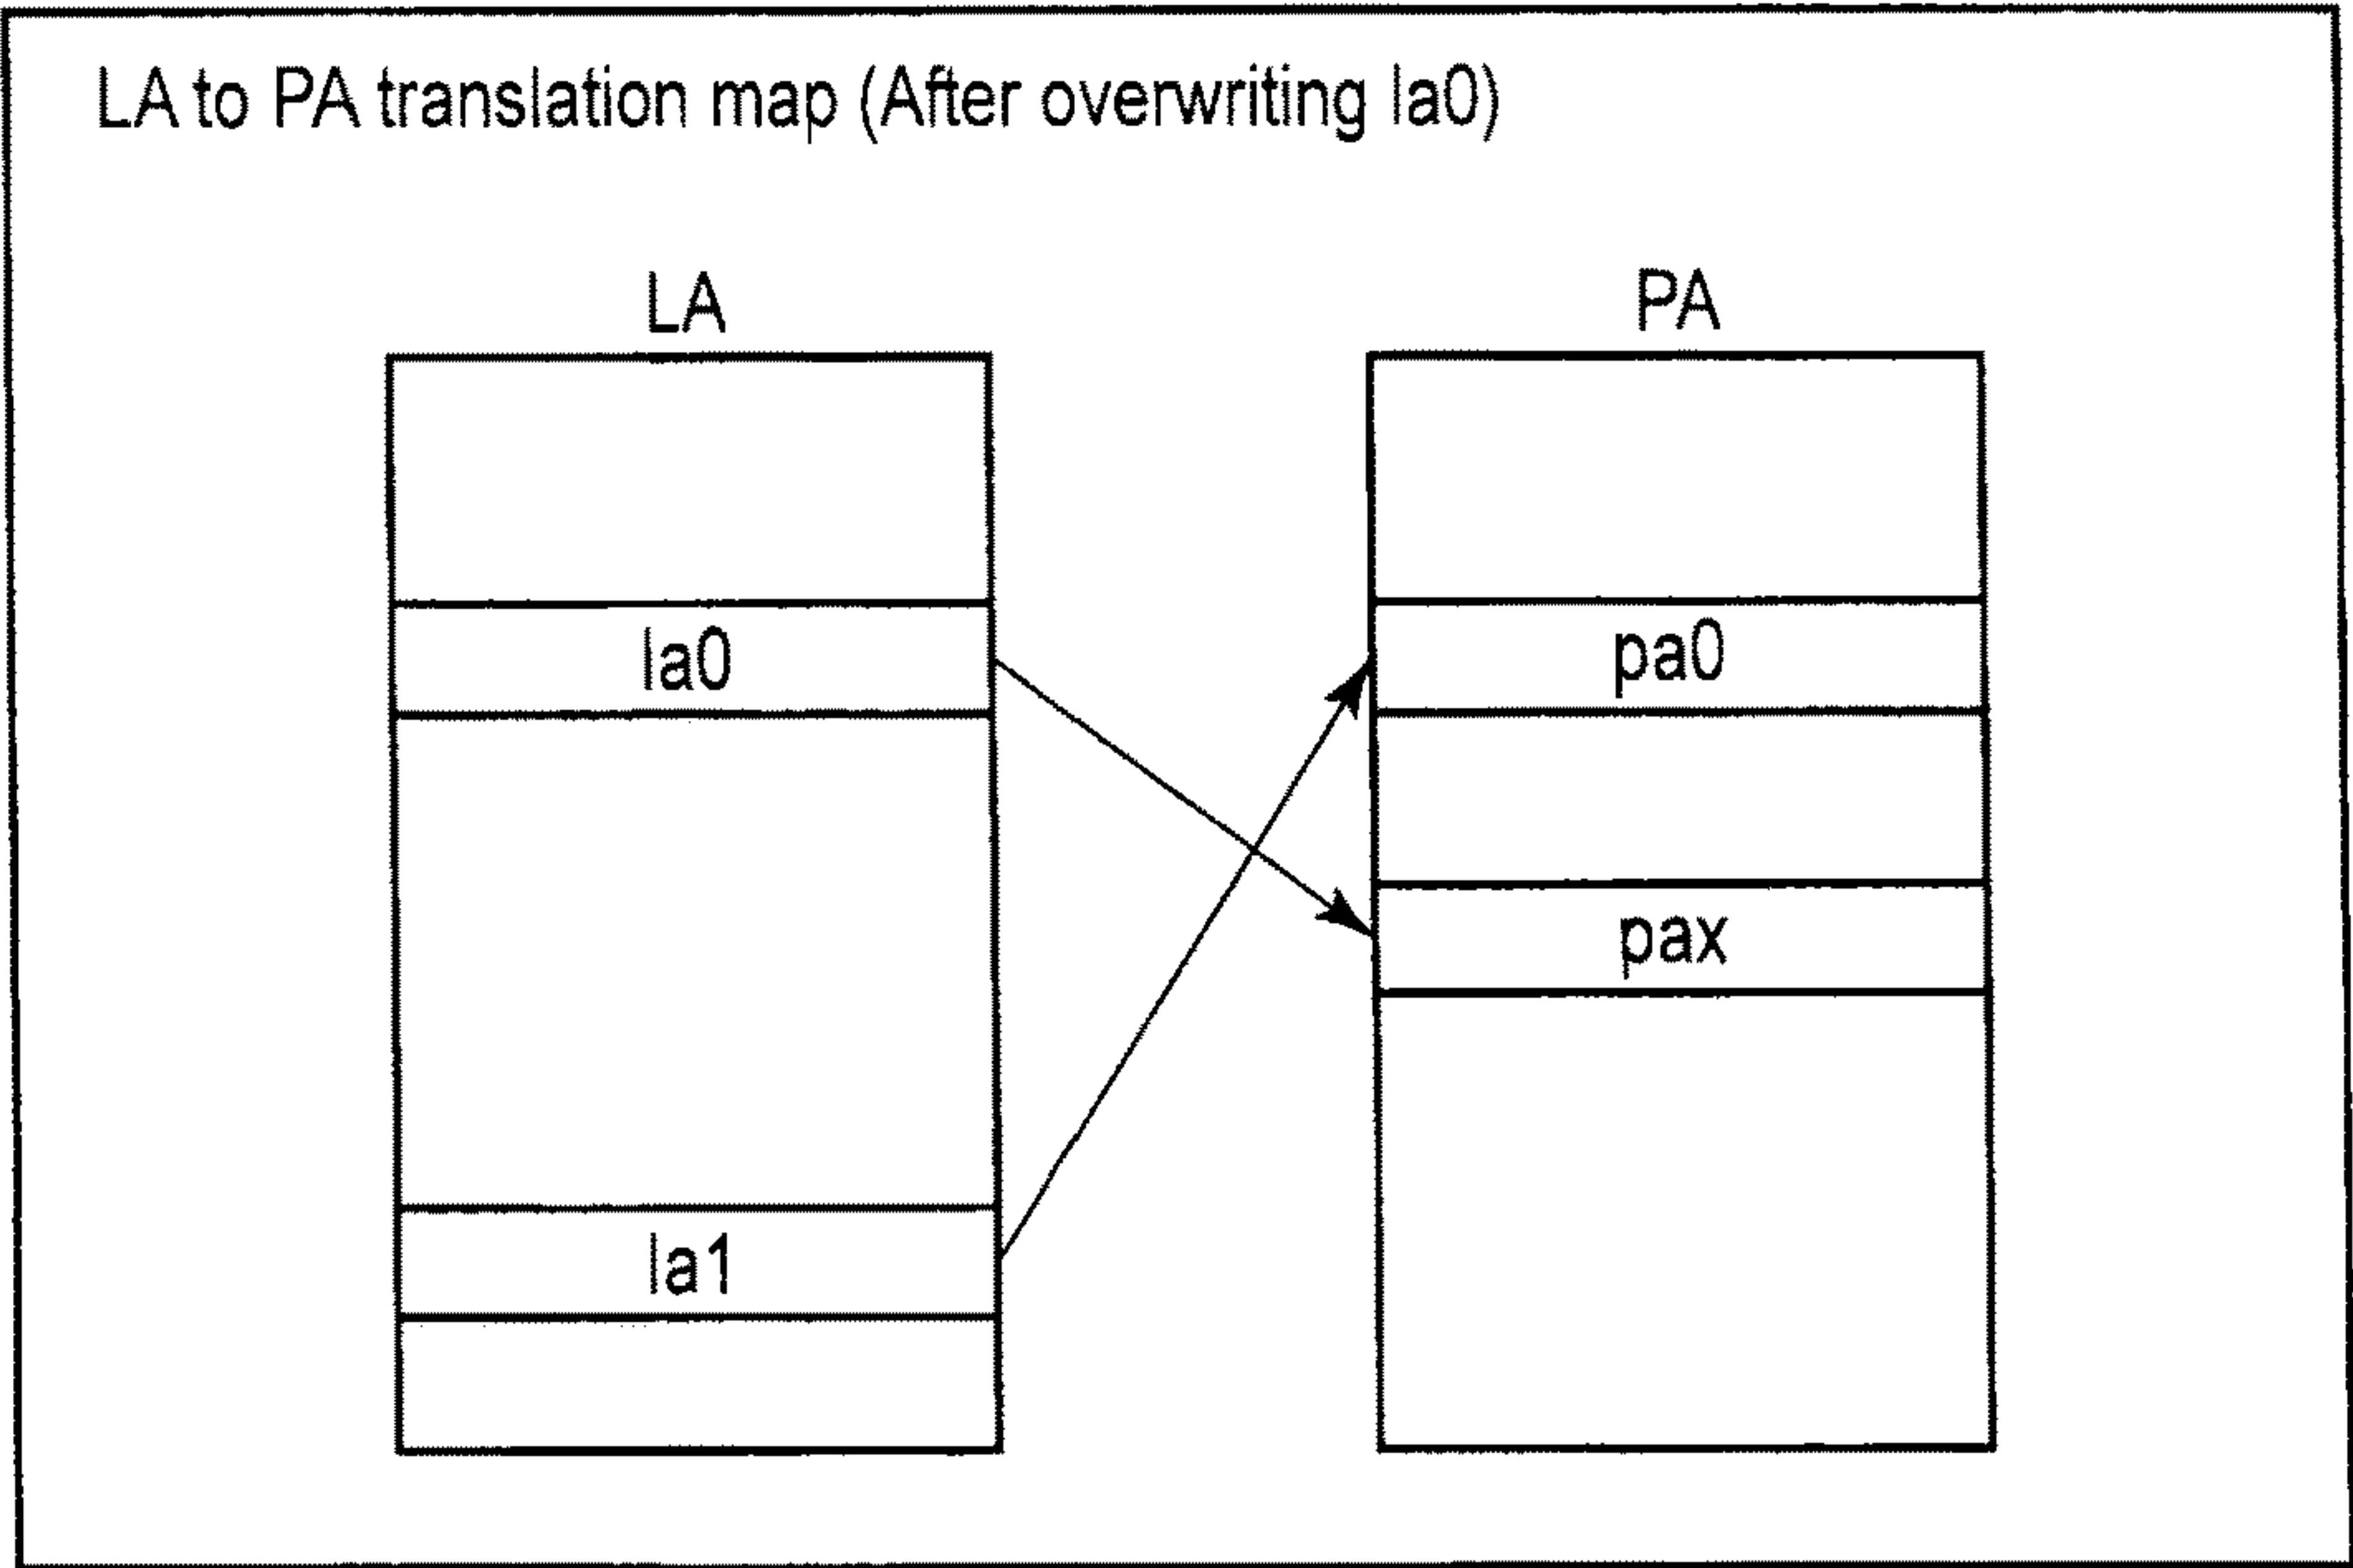 LA to PA translation map (After overwriting la0)
LA
PA
la0
pa0
pax
la1